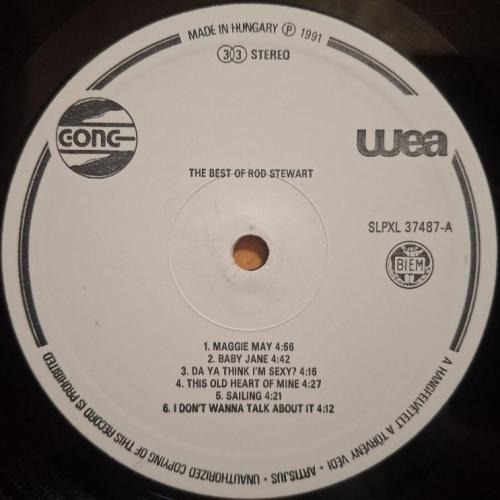 MADE IN HUNGARY Ⓟ 1991
33 STEREO
GONG
wea
THE BEST OF ROD STEWART
SLPXL 37487-A
BIEM
1. MAGGIE MAY 4:56
2. BABY JANE 4:42
3. DA YA THINK I'M SEXY? 4:16
4. THIS OLD HEART OF MINE 4:27
5. SAILING 4:21
6. I DON'T WANNA TALK ABOUT IT 4:12
A HANGFELVÉTELT A TÖRVÉNY VÉDI • ARTISJUS • UNAUTHORIZED COPYING OF THIS RECORD IS PROHIBITED